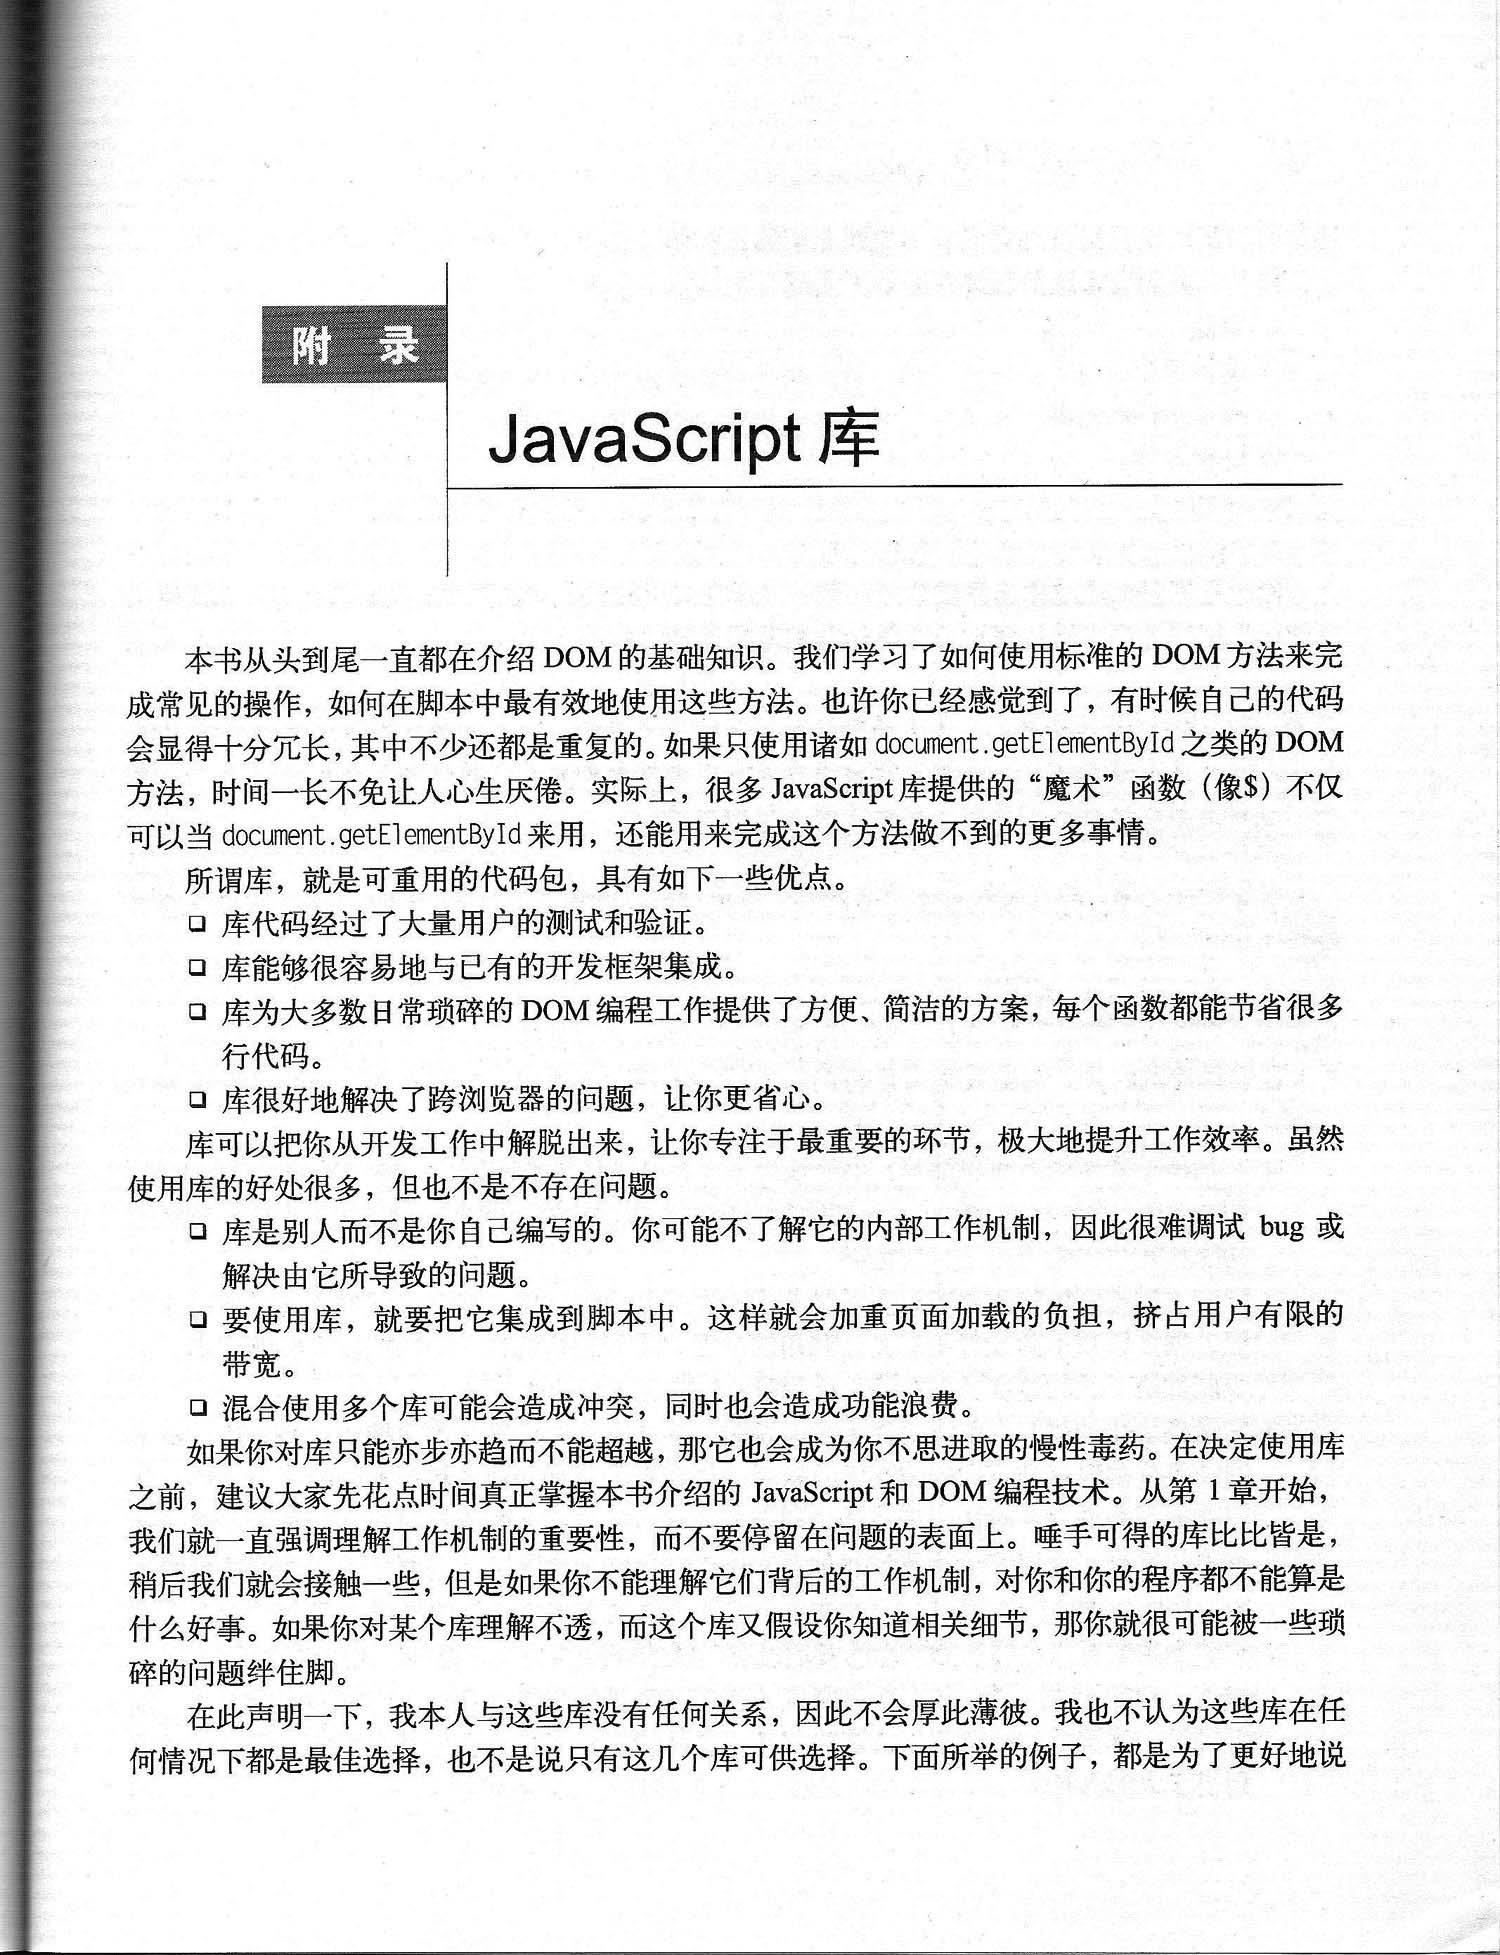 附 录
JavaScript 库
本书从头到尾一直都在介绍 DOM 的基础知识。我们学习了如何使用标准的 DOM 方法来完
成常见的操作，如何在脚本中最有效地使用这些方法。也许你已经感觉到了，有时候自己的代码
会显得十分冗长，其中不少还都是重复的。如果只使用诸如 document.getElementById 之类的 DOM
方法，时间一长不免让人心生厌倦。实际上，很多 JavaScript 库提供的“魔术”函数（像$）不仅
可以当 document.getElementById 来用，还能用来完成这个方法做不到的更多事情。
所谓库，就是可重用的代码包，具有如下一些优点。
❑ 库代码经过了大量用户的测试和验证。
❑ 库能够很容易地与已有的开发框架集成。
❑ 库为大多数日常琐碎的 DOM 编程工作提供了方便、简洁的方案，每个函数都能节省很多
行代码。
❑ 库很好地解决了跨浏览器的问题，让你更省心。
库可以把你从开发工作中解脱出来，让你专注于最重要的环节，极大地提升工作效率。虽然
使用库的好处很多，但也不是不存在问题。
❑ 库是别人而不是你自己编写的。你可能不了解它的内部工作机制，因此很难调试 bug 或
解决由它所导致的问题。
❑ 要使用库，就要把它集成到脚本中。这样就会加重页面加载的负担，挤占用户有限的
带宽。
❑ 混合使用多个库可能会造成冲突，同时也会造成功能浪费。
如果你对库只能亦步亦趋而不能超越，那它也会成为你不思进取的慢性毒药。在决定使用库
之前，建议大家先花点时间真正掌握本书介绍的 JavaScript 和 DOM 编程技术。从第 1 章开始，
我们就一直强调理解工作机制的重要性，而不要停留在问题的表面上。唾手可得的库比比皆是，
稍后我们就会接触一些，但是如果你不能理解它们背后的工作机制，对你和你的程序都不能算是
什么好事。如果你对某个库理解不透，而这个库又假设你知道相关细节，那你就很可能被一些琐
碎的问题绊住脚。
在此声明一下，我本人与这些库没有任何关系，因此不会厚此薄彼。我也不认为这些库在任
何情况下都是最佳选择，也不是说只有这几个库可供选择。下面所举的例子，都是为了更好地说